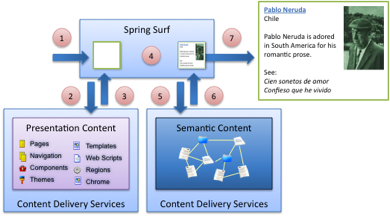 Spring Surf
1
2
3
4
5
6
7
Pablo Neruda
Chile
Pablo Neruda is adored
in South America for his
romantic prose.
See:
Cien sonetos de amor
Confieso que he vivido
Presentation Content
Pages
Navigation
Components
Themes
Templates
Web Scripts
Regions
Chrome
Content Delivery Services
Semantic Content
Content Delivery Services